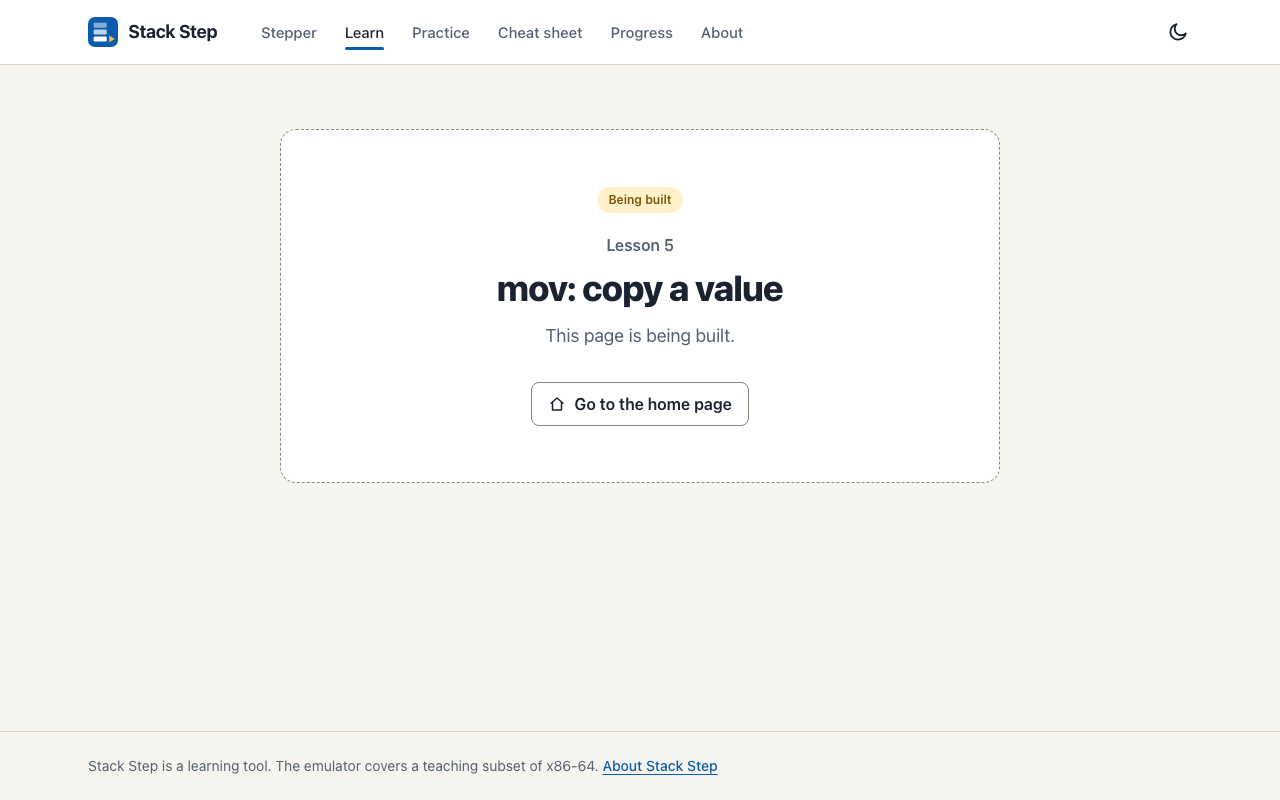 Stack Step
Stepper
Learn
Practice
Cheat sheet
Progress
About
Being built
Lesson 5
mov: copy a value
This page is being built.
Go to the home page
Stack Step is a learning tool. The emulator covers a teaching subset of x86-64. About Stack Step